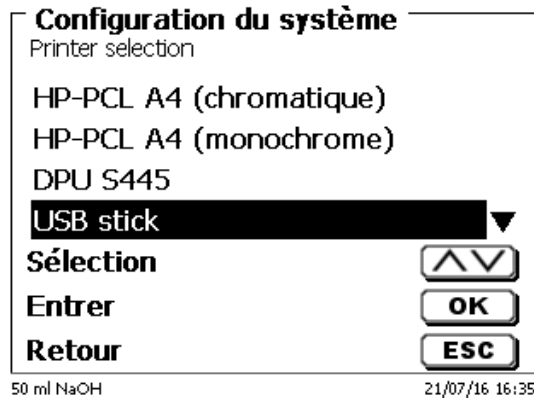 Configuration du système
Printer selection
HP-PCL A4 (chromatique)
HP-PCL A4 (monochrome)
DPU S445
USB stick
Sélection
Entrer OK
Retour ESC
50 ml NaOH 21/07/16 16:35